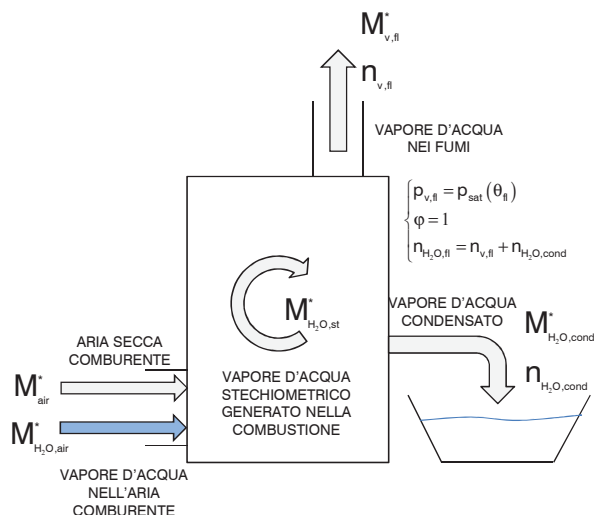 M*v,fl
nv,fl
VAPORE D'ACQUA
NEI FUMI
pv,fl = psat (θfl)
φ = 1
nH2O,fl = nv,fl + nH2O,cond
M*H2O,st
VAPORE D'ACQUA
CONDENSATO
M*H2O,cond
nH2O,cond
ARIA SECCA
COMBURENTE
M*air
M*H2O,air
VAPORE D'ACQUA
STECHIOMETRICO
GENERATO NELLA
COMBUSTIONE
VAPORE D'ACQUA
NELL'ARIA
COMBURENTE